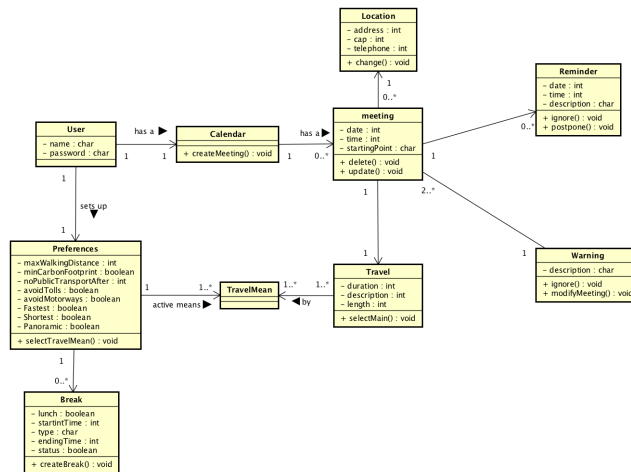 Location
- address : int
- cap : int
- telephone : int
+ change() : void
1
0..*
Reminder
- date : int
- time : int
- description : char
+ ignore() : void
+ postpone() : void
0..*
User
- name : char
- password : char
has a
1
1
Calendar
+ createMeeting() : void
has a
1
0..*
meeting
- date : int
- time : int
- startingPoint : char
+ delete() : void
+ update() : void
1
2..*
1
sets up
1
1
1
1
Warning
- description : char
+ ignore() : void
+ modifyMeeting() : void
Preferences
- maxWalkingDistance : int
- minCarbonFootprint : boolean
- noPublicTransportAfter : int
- avoidTolls : boolean
- avoidMotorways : boolean
- Fastest : boolean
- Shortest : boolean
- Panoramic : boolean
+ selectTravelMean() : void
1
1..*
active means
TravelMean
1..*
1..*
by
Travel
- duration : int
- description : int
- length : int
+ selectMain() : void
1
0..*
Break
- lunch : boolean
- startintTime : int
- type : char
- endingTime : int
- status : boolean
+ createBreak() : void